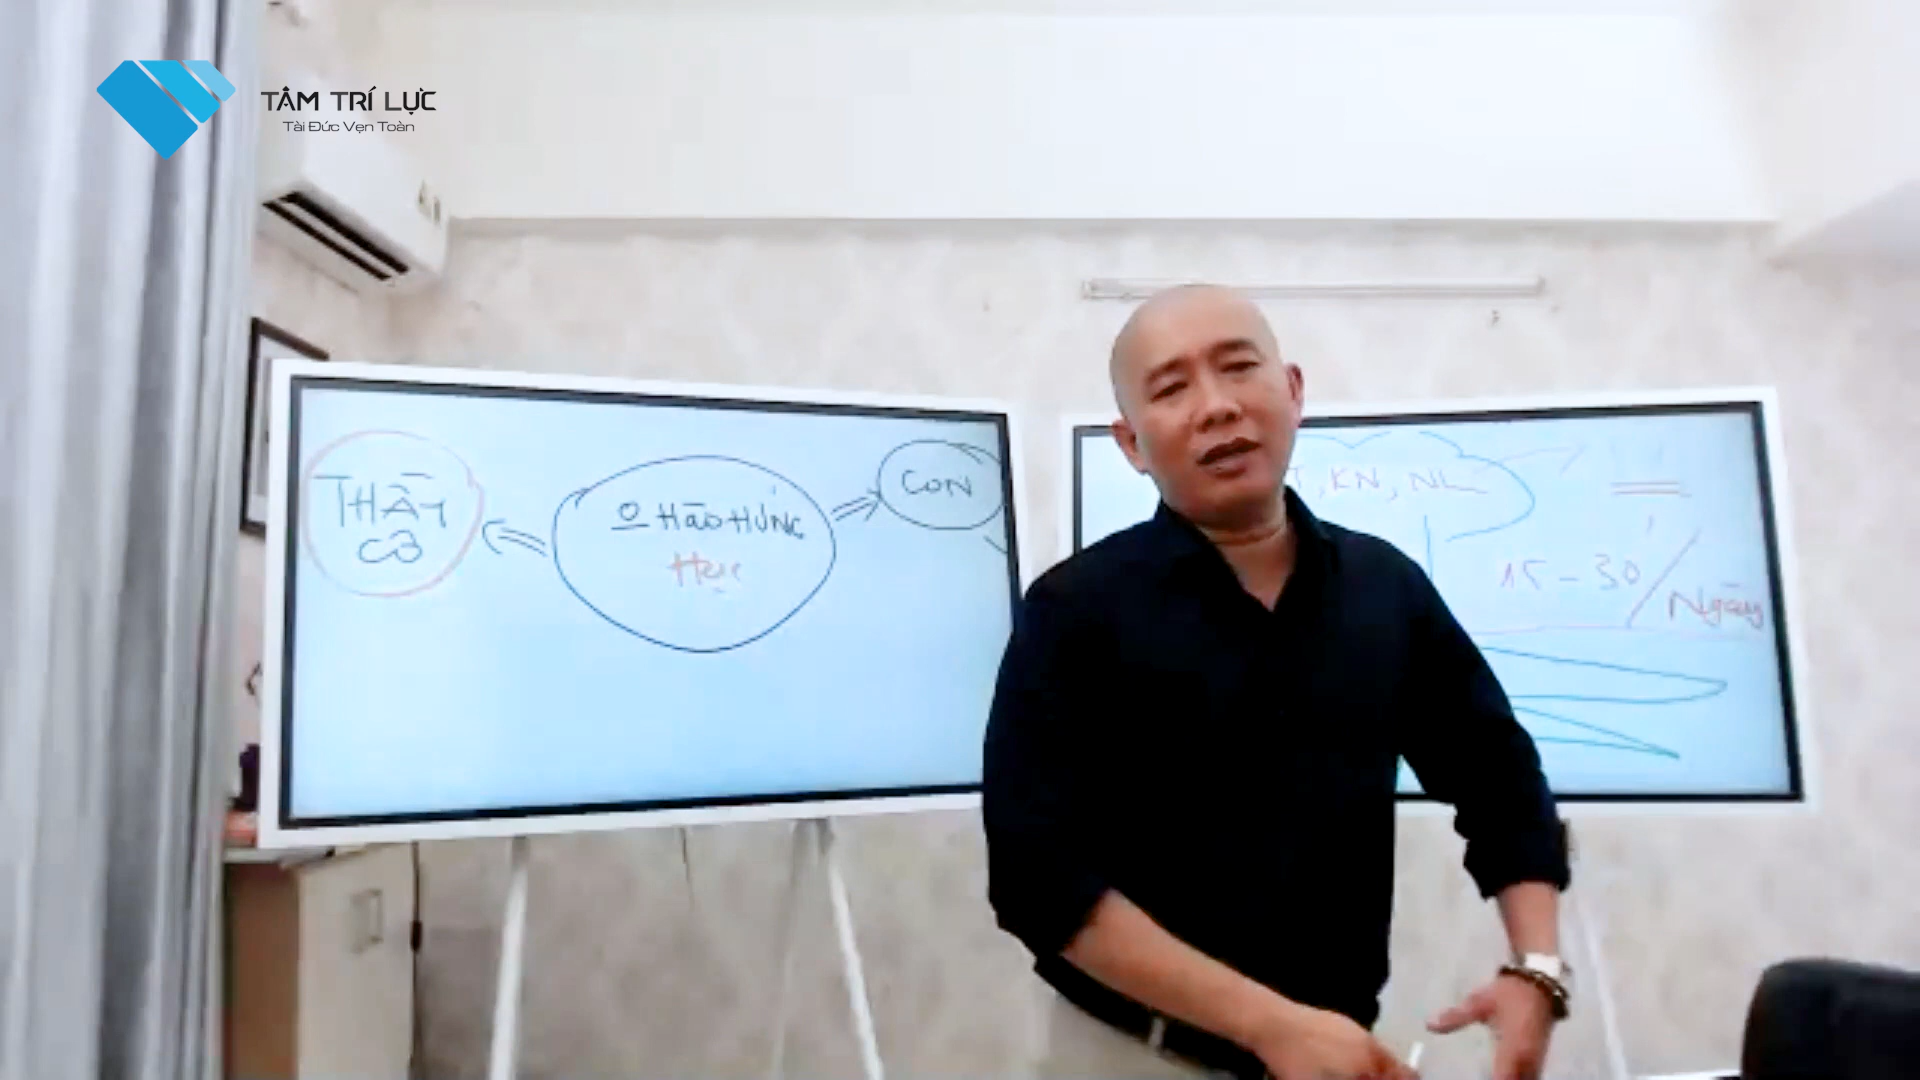 TÂM TRÍ LỰC
Tài Đức Vẹn Toàn
THẦY
CÔ
HÀO HỨNG
Học
CON
T, KN, NL
15-30/Ngày